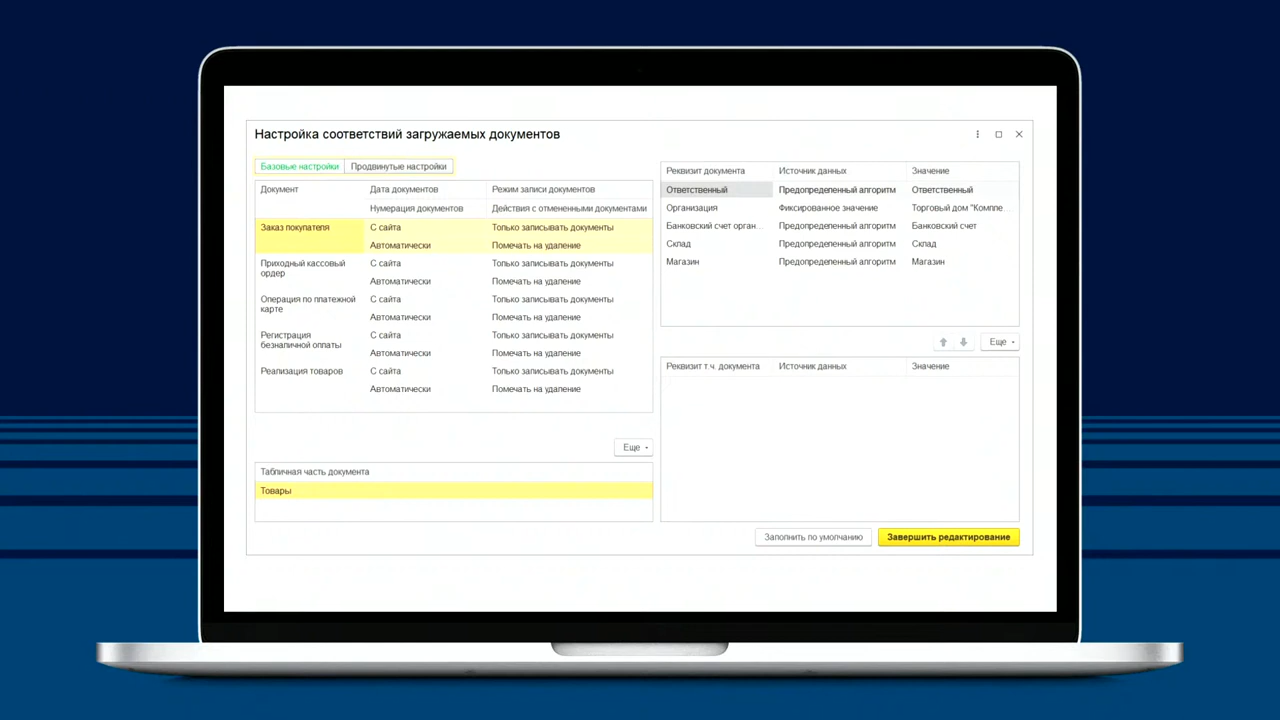 Настройка соответствий загружаемых документов
Базовые настройки Продвинутые настройки
Документ Дата документов Режим записи документов
Нумерация документов Действия с отмененными документами
Заказ покупателя С сайта Только записывать документы
Автоматически Помечать на удаление
Приходный кассовый ордер С сайта Только записывать документы
Автоматически Помечать на удаление
Операция по платежной карте С сайта Только записывать документы
Автоматически Помечать на удаление
Регистрация безналичной оплаты С сайта Только записывать документы
Автоматически Помечать на удаление
Реализация товаров С сайта Только записывать документы
Автоматически Помечать на удаление
Еще
Табличная часть документа
Товары
Реквизит документа Источник данных Значение
Ответственный Предопределенный алгоритм Ответственный
Организация Фиксированное значение Торговый дом "Компле...
Банковский счет орган... Предопределенный алгоритм Банковский счет
Склад Предопределенный алгоритм Склад
Магазин Предопределенный алгоритм Магазин
Еще
Реквизит т.ч. документа Источник данных Значение
Заполнить по умолчанию Завершить редактирование